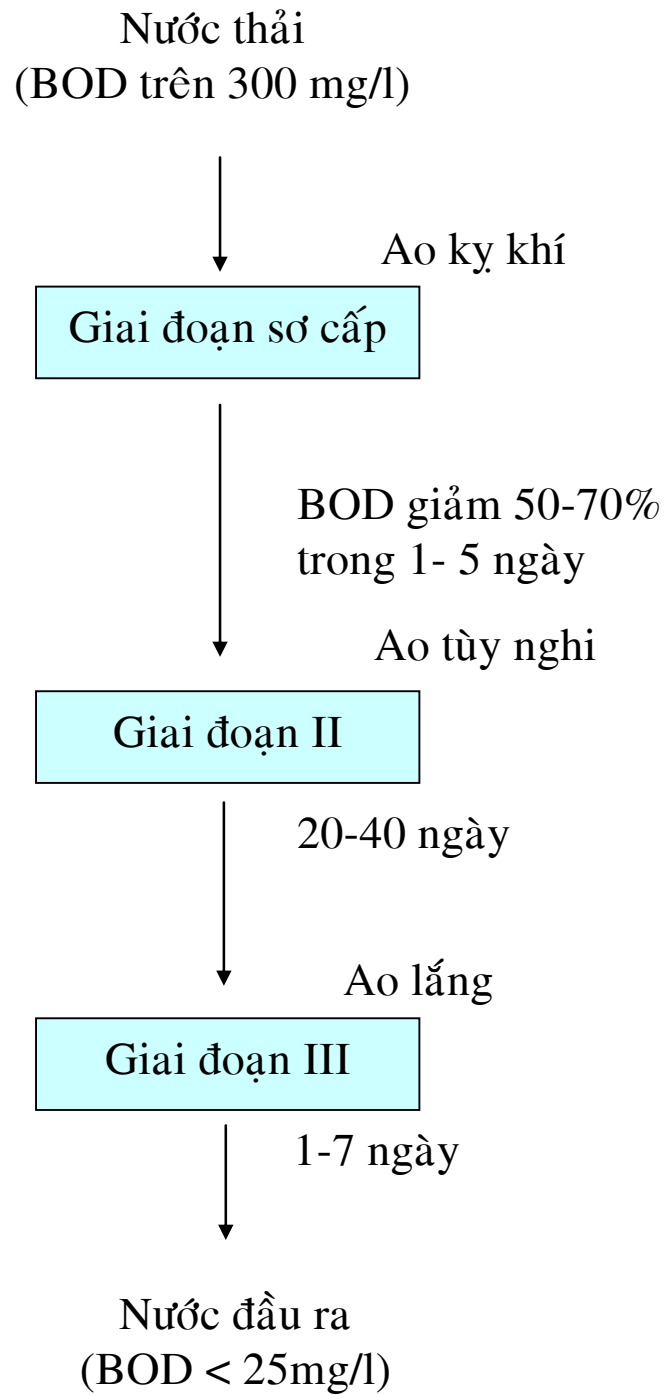 Nước thải
(BOD trên 300 mg/l)
Ao kỵ khí
Giai đoạn sơ cấp
BOD giảm 50-70%
trong 1- 5 ngày
Ao tùy nghi
Giai đoạn II
20-40 ngày
Ao lắng
Giai đoạn III
1-7 ngày
Nước đầu ra
(BOD < 25mg/l)